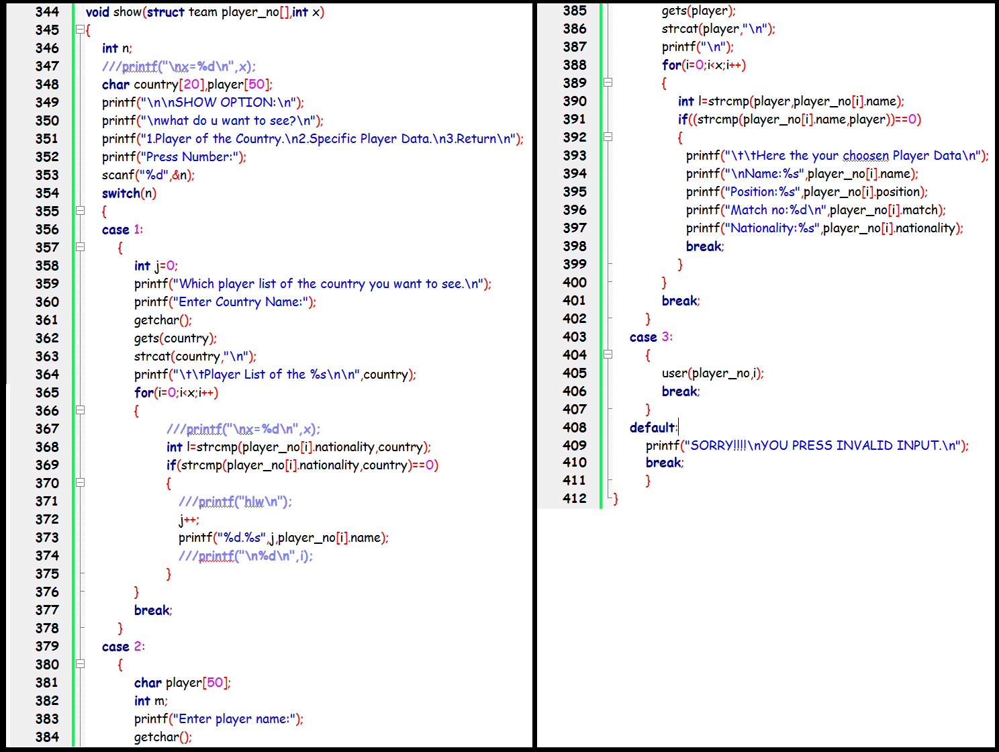 344 void show(struct team player_no[],int x)
345 {
346 int n;
347 ///printf("\nx=%d\n",x);
348 char country[20],player[50];
349 printf("\n\nSHOW OPTION:\n");
350 printf("\nwhat do u want to see?\n");
351 printf("1.Player of the Country.\n2.Specific Player Data.\n3.Return\n");
352 printf("Press Number:");
353 scanf("%d",&n);
354 switch(n)
355 {
356 case 1:
357 {
358 int j=0;
359 printf("Which player list of the country you want to see.\n");
360 printf("Enter Country Name:");
361 getchar();
362 gets(country);
363 strcat(country,"\n");
364 printf("\t\tPlayer List of the %s\n\n",country);
365 for(i=0;i<x;i++)
366 {
367 ///printf("\nx=%d\n",x);
368 int l=strcmp(player_no[i].nationality,country);
369 if(strcmp(player_no[i].nationality,country)==0)
370 {
371 ///printf("hlw\n");
372 j++;
373 printf("%d.%s",j,player_no[i].name);
374 ///printf("\n%d\n",i);
375 }
376 }
377 break;
378 }
379 case 2:
380 {
381 char player[50];
382 int m;
383 printf("Enter player name:");
384 getchar();
385 gets(player);
386 strcat(player,"\n");
387 printf("\n");
388 for(i=0;i<x;i++)
389 {
390 int l=strcmp(player,player_no[i].name);
391 if((strcmp(player_no[i].name,player))==0)
392 {
393 printf("\t\tHere the your choosen Player Data\n");
394 printf("\nName:%s",player_no[i].name);
395 printf("Position:%s",player_no[i].position);
396 printf("Match no:%d\n",player_no[i].match);
397 printf("Nationality:%s",player_no[i].nationality);
398 break;
399 }
400 }
401 break;
402 }
403 case 3:
404 {
405 user(player_no,i);
406 break;
407 }
408 default:
409 printf("SORRY!!!!\nYOU PRESS INVALID INPUT.\n");
410 break;
411 }
412 }